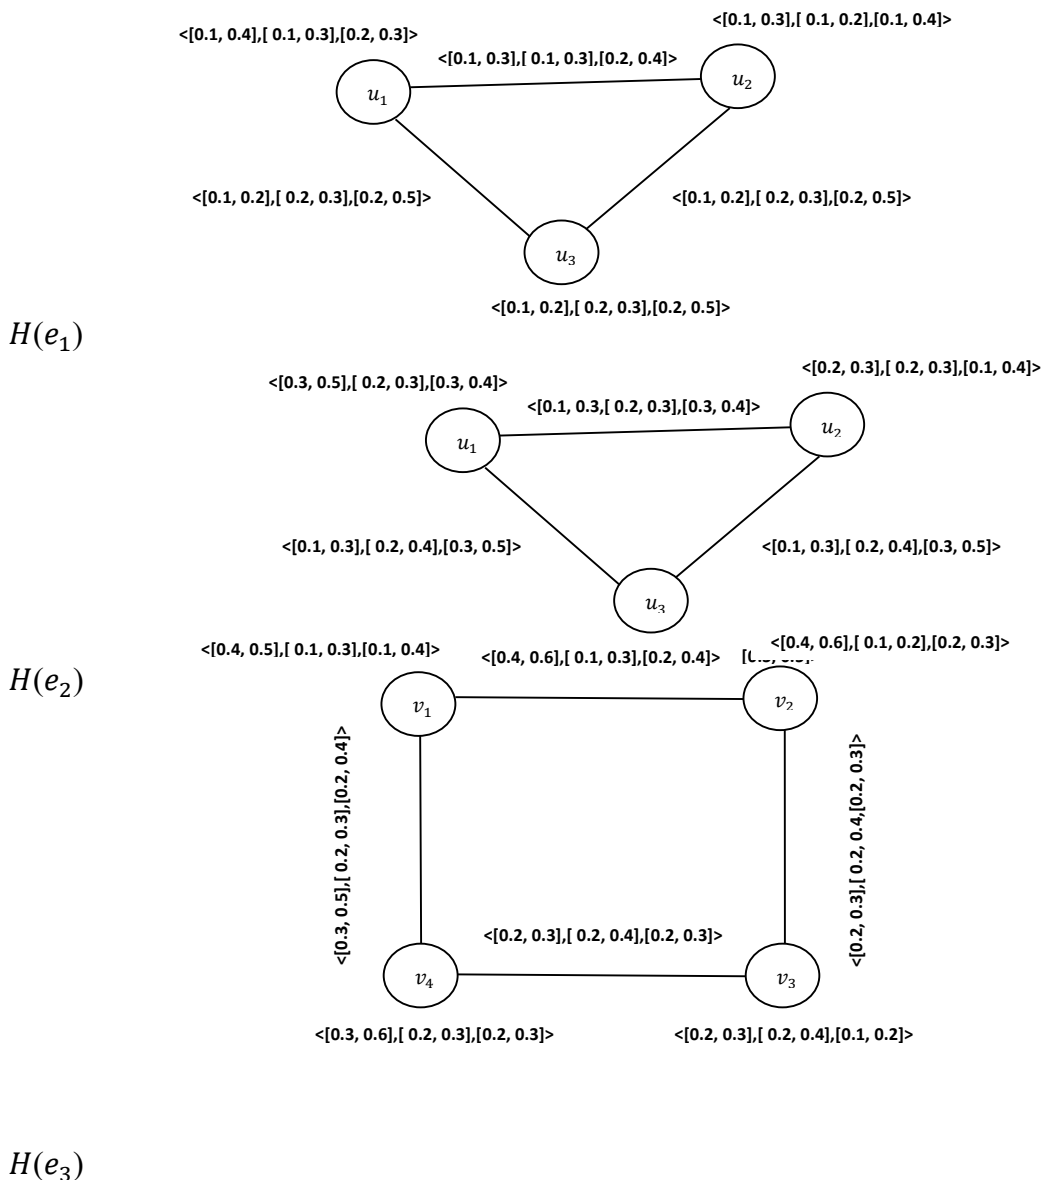 <[0.1, 0.4],[ 0.1, 0.3],[0.2, 0.3]>
<[0.1, 0.3],[ 0.1, 0.2],[0.1, 0.4]>
<[0.1, 0.3],[ 0.1, 0.3],[0.2, 0.4]>
u₁
u₂
<[0.1, 0.2],[ 0.2, 0.3],[0.2, 0.5]>
<[0.1, 0.2],[ 0.2, 0.3],[0.2, 0.5]>
u₃
<[0.1, 0.2],[ 0.2, 0.3],[0.2, 0.5]>
H(e₁)
<[0.3, 0.5],[ 0.2, 0.3],[0.3, 0.4]>
<[0.2, 0.3],[ 0.2, 0.3],[0.1, 0.4]>
<[0.1, 0.3,[ 0.2, 0.3],[0.3, 0.4]>
u₁
u₂
<[0.1, 0.3],[ 0.2, 0.4],[0.3, 0.5]>
<[0.1, 0.3],[ 0.2, 0.4],[0.3, 0.5]>
u₃
H(e₂)
<[0.4, 0.5],[ 0.1, 0.3],[0.1, 0.4]>
<[0.4, 0.6],[ 0.1, 0.3],[0.2, 0.4]>
<[0.4, 0.6],[ 0.1, 0.2],[0.2, 0.3]>
v₁
v₂
<[0.3, 0.5],[ 0.2, 0.3],[0.2, 0.4]>
<[0.2, 0.3],[ 0.2, 0.4,[0.2, 0.3]>
<[0.2, 0.3],[ 0.2, 0.4],[0.2, 0.3]>
v₄
v₃
<[0.3, 0.6],[ 0.2, 0.3],[0.2, 0.3]>
<[0.2, 0.3],[ 0.2, 0.4],[0.1, 0.2]>
H(e₃)